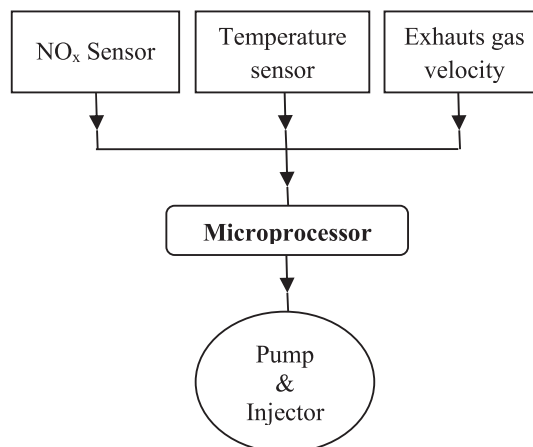 NOₓ Sensor
Temperature
sensor
Exhauts gas
velocity
Microprocessor
Pump
&
Injector